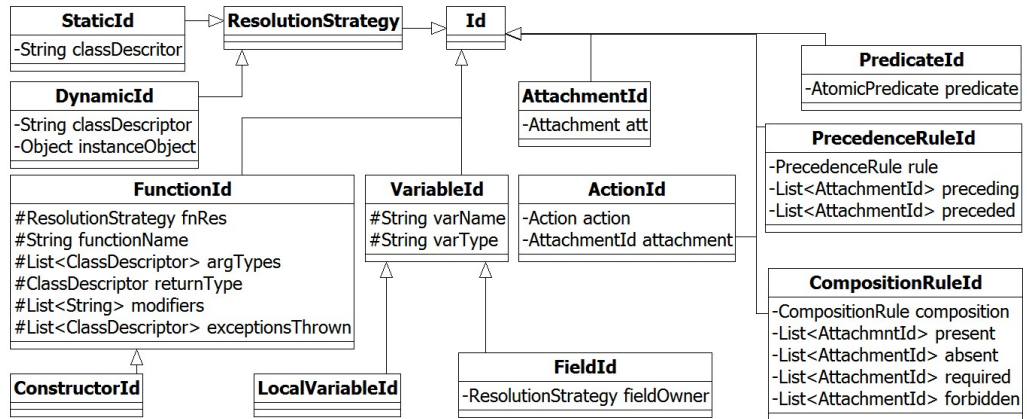 StaticId
-String classDescritor
ResolutionStrategy
Id
DynamicId
-String classDescriptor
-Object instanceObject
AttachmentId
-Attachment att
PredicateId
-AtomicPredicate predicate
PrecedenceRuleId
-PrecedenceRule rule
-List<AttachmentId> preceding
-List<AttachmentId> preceded
FunctionId
#ResolutionStrategy fnRes
#String functionName
#List<ClassDescriptor> argTypes
#ClassDescriptor returnType
#List<String> modifiers
#List<ClassDescriptor> exceptionsThrown
VariableId
#String varName
#String varType
ActionId
-Action action
-AttachmentId attachment
CompositionRuleId
-CompositionRule composition
-List<AttachmntId> present
-List<AttachmentId> absent
-List<AttachmentId> required
-List<AttachmentId> forbidden
ConstructorId
LocalVariableId
FieldId
-ResolutionStrategy fieldOwner